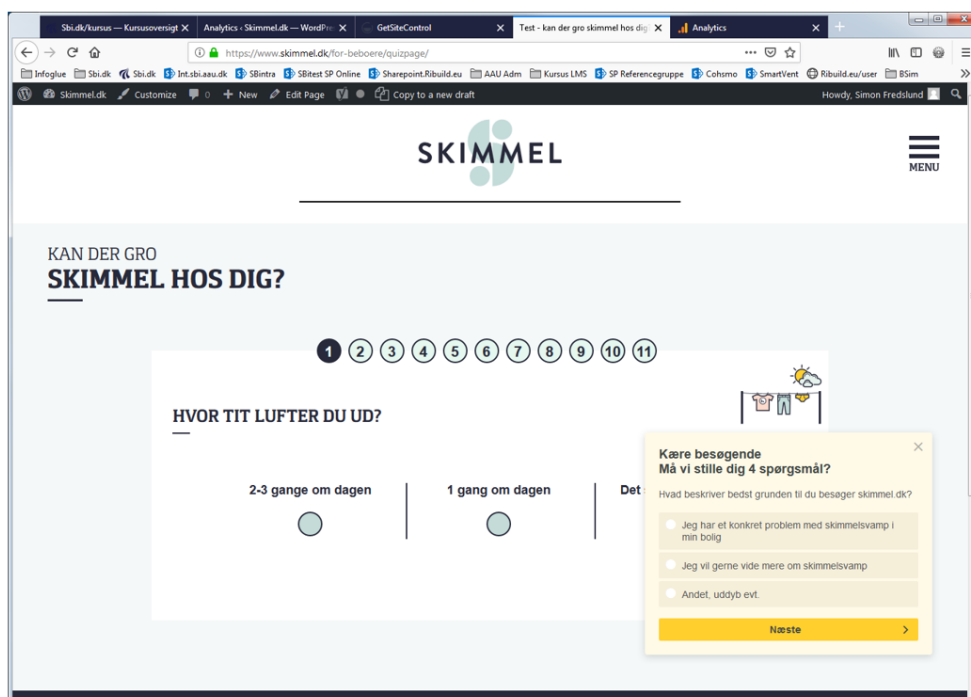 Sbi.dk/kursus — Kursusoversigt
Analytics ‹ Skimmel.dk — WordPre
GetSiteControl
Test - kan der gro skimmel hos dig
Analytics
https://www.skimmel.dk/for-beboere/quizpage/
Infoglue
Sbi.dk
Sbi.dk
Int.sbi.aau.dk
SBintra
SBitest SP Online
Sharepoint.Ribuild.eu
AAU Adm
Kursus LMS
SP Referencegruppe
Cohsmo
SmartVent
Ribuild.eu/user
BSim
Skimmel.dk
Customize
0
New
Edit Page
Copy to a new draft
Howdy, Simon Fredslund
SKIMMEL
MENU
KAN DER GRO
SKIMMEL HOS DIG?
1 2 3 4 5 6 7 8 9 10 11
HVOR TIT LUFTER DU UD?
2-3 gange om dagen
1 gang om dagen
Det
Kære besøgende
Må vi stille dig 4 spørgsmål?
Hvad beskriver bedst grunden til du besøger skimmel.dk?
Jeg har et konkret problem med skimmelsvamp i
min bolig
Jeg vil gerne vide mere om skimmelsvamp
Andet, uddyb evt.
Næste